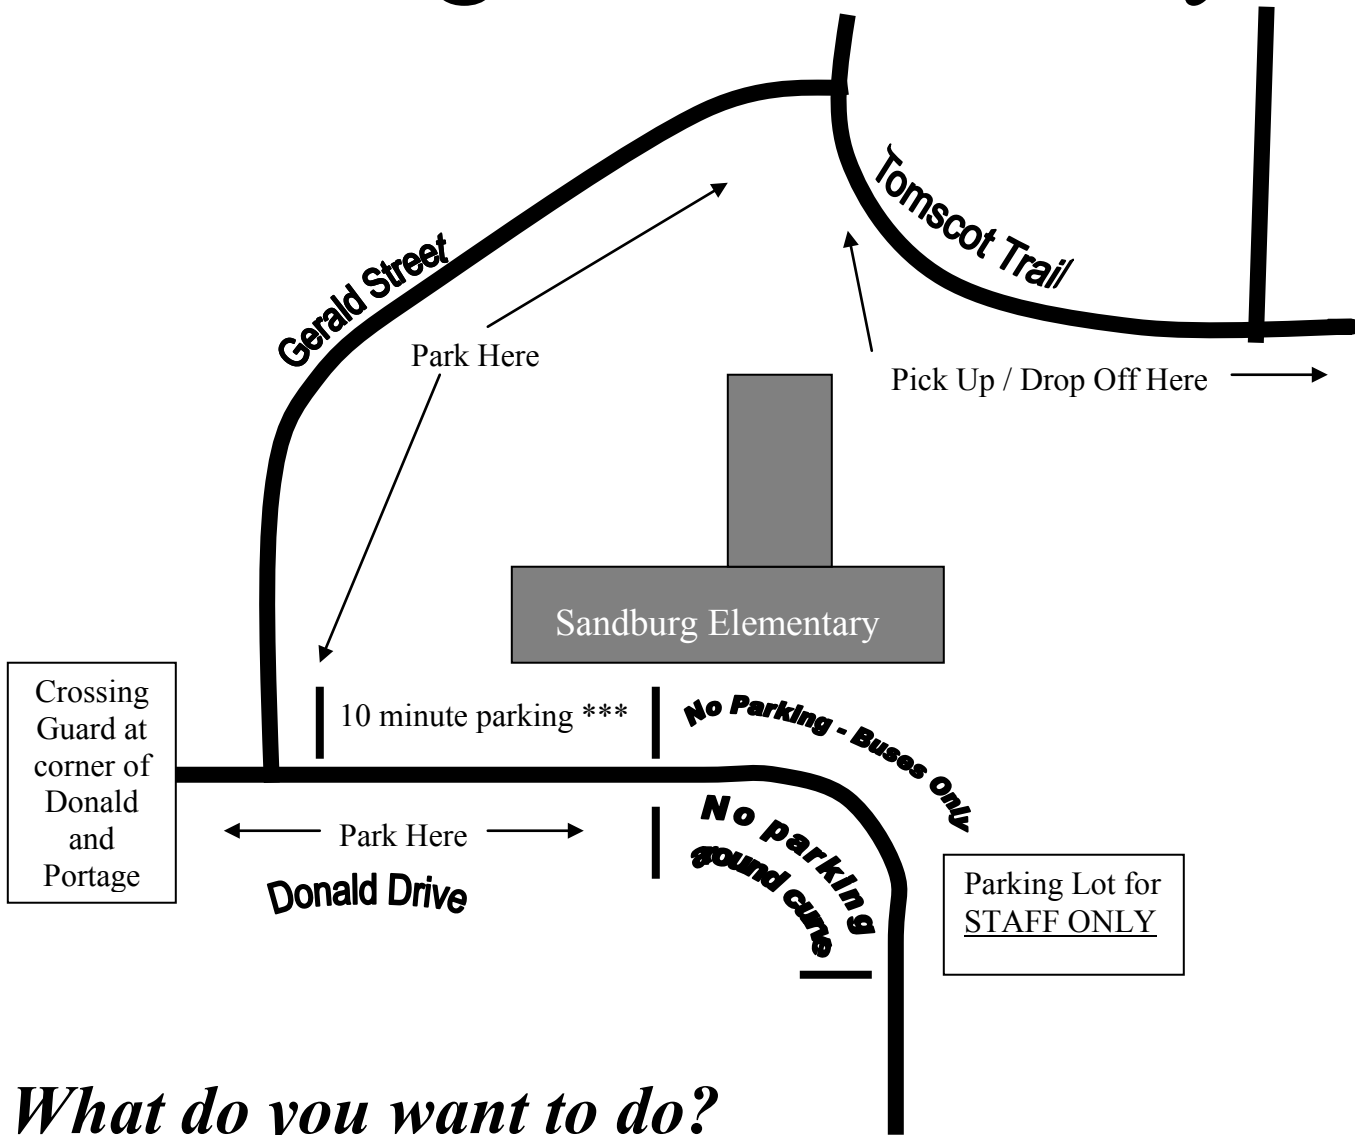 Tomscot Trail
Gerald Street
Park Here
Pick Up / Drop Off Here
Sandburg Elementary
Crossing
Guard at
corner of
Donald
and
Portage
10 minute parking ***
No Parking - Buses Only
No parking
round curve
Park Here
Donald Drive
Parking Lot for
STAFF ONLY
What do you want to do?